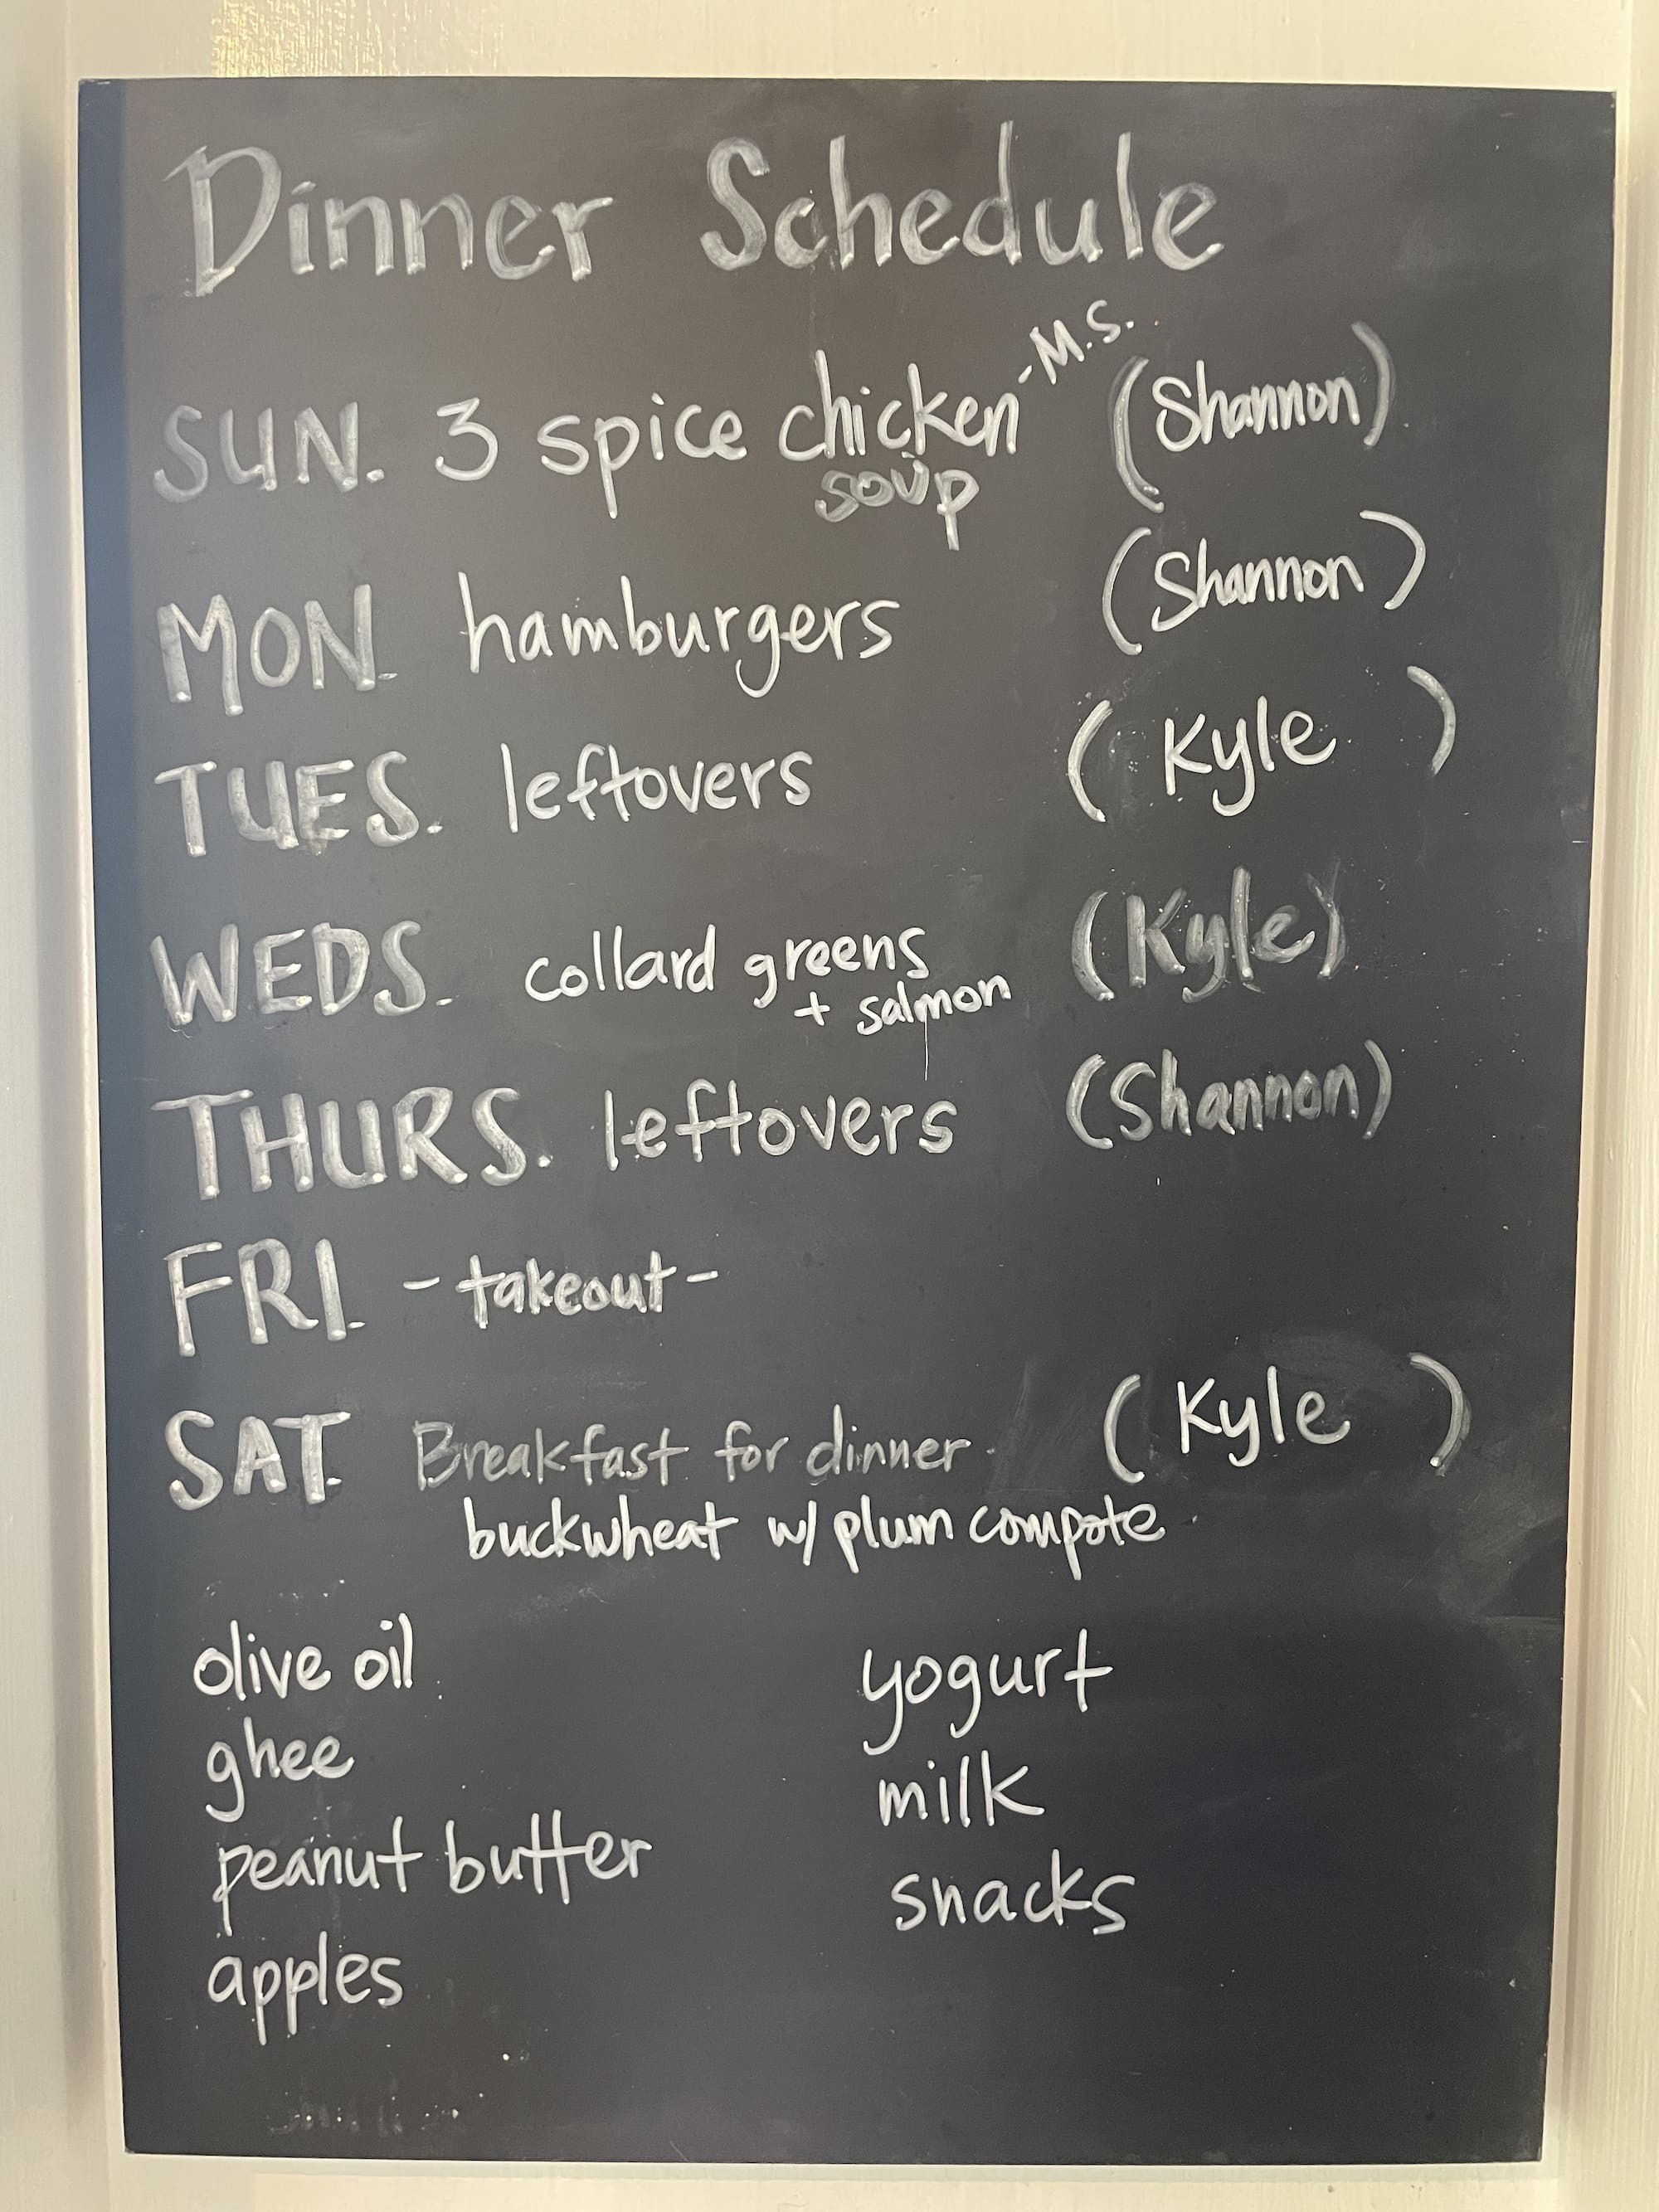 Dinner Schedule
SUN. 3 spice chicken -M.S. (Shannon)
soup
MON. hamburgers (Shannon)
TUES. leftovers (Kyle)
WEDS. collard greens (Kyle)
+ salmon
THURS. leftovers (Shannon)
FRI. -takeout-
SAT. Breakfast for dinner (Kyle)
buckwheat w/ plum compote
olive oil
ghee
peanut butter
apples
yogurt
milk
snacks